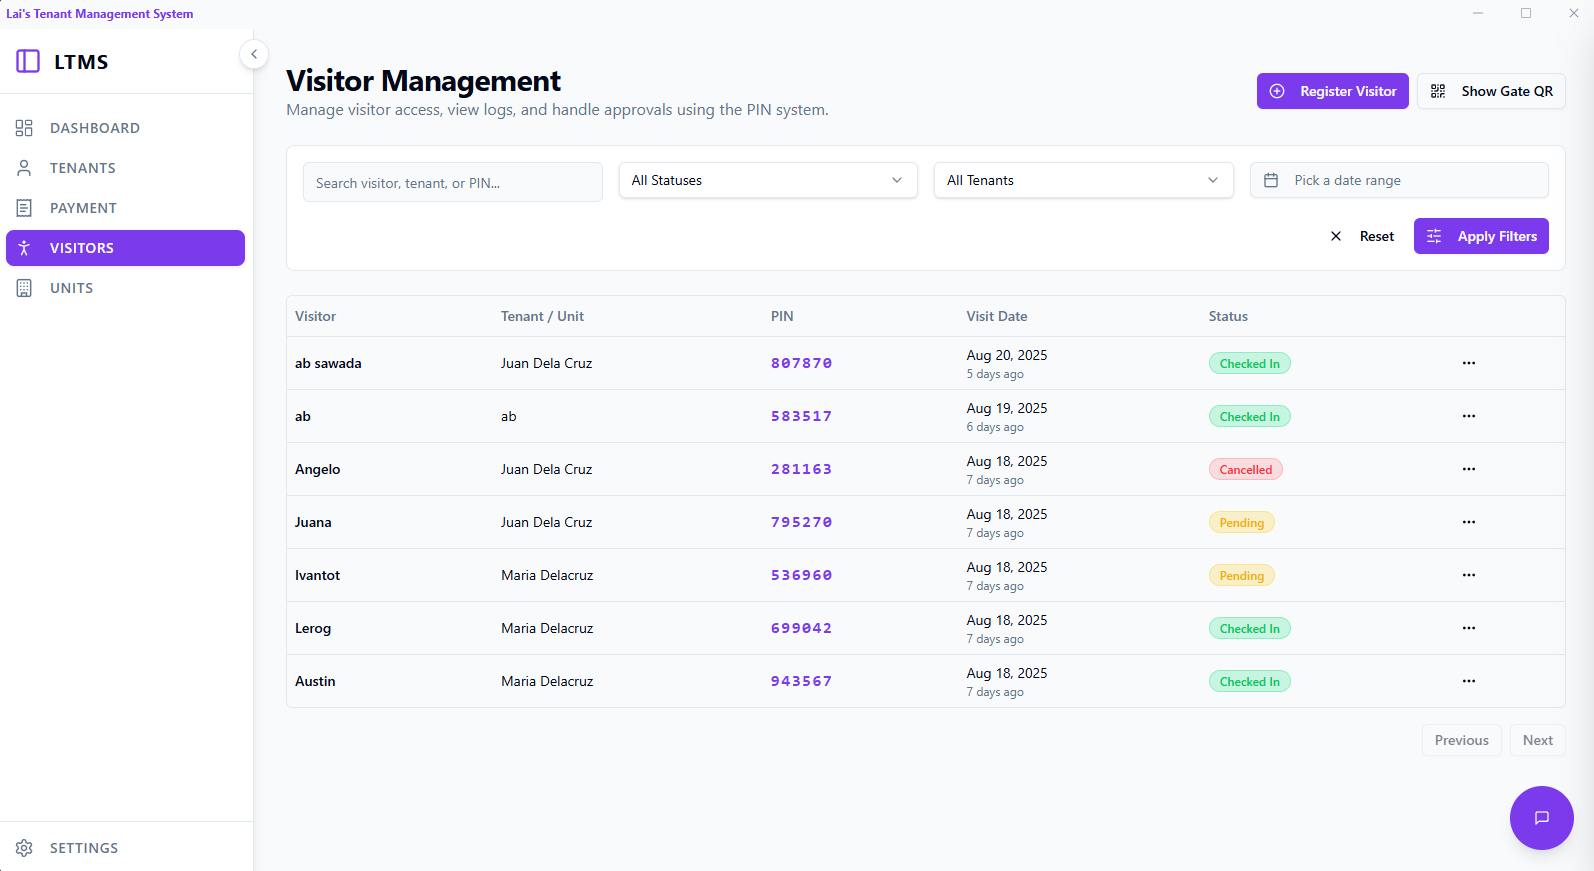 Lai's Tenant Management System
LTMS
DASHBOARD
TENANTS
PAYMENT
VISITORS
UNITS
SETTINGS
Visitor Management
Manage visitor access, view logs, and handle approvals using the PIN system.
Register Visitor
Show Gate QR
Search visitor, tenant, or PIN...
All Statuses
All Tenants
Pick a date range
Reset
Apply Filters
Visitor Tenant / Unit PIN Visit Date Status
ab sawada Juan Dela Cruz 807870 Aug 20, 2025 Checked In
5 days ago
ab ab 583517 Aug 19, 2025 Checked In
6 days ago
Angelo Juan Dela Cruz 281163 Aug 18, 2025 Cancelled
7 days ago
Juana Juan Dela Cruz 795270 Aug 18, 2025 Pending
7 days ago
Ivantot Maria Delacruz 536960 Aug 18, 2025 Pending
7 days ago
Lerog Maria Delacruz 699042 Aug 18, 2025 Checked In
7 days ago
Austin Maria Delacruz 943567 Aug 18, 2025 Checked In
7 days ago
Previous
Next